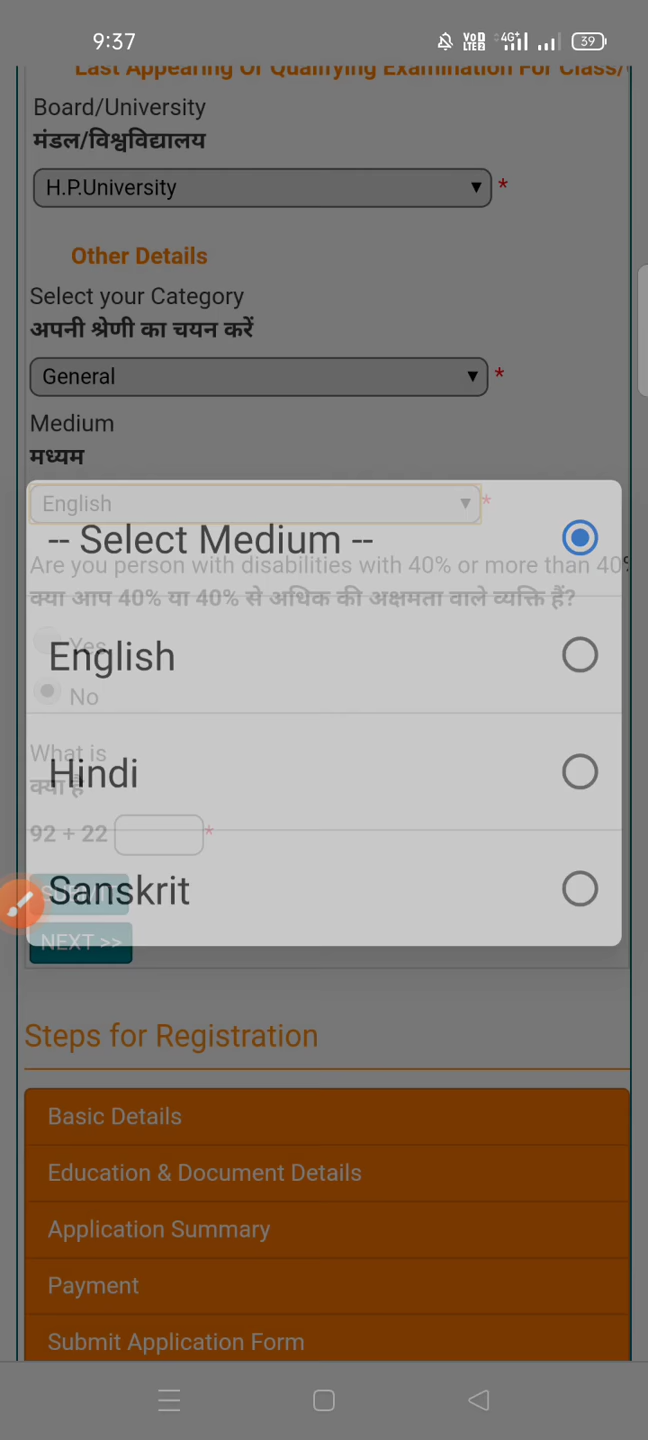 9:37
4G+
39
Last Appearing Or Qualifying Examination For Class/
Board/University
मंडल/विश्वविद्यालय
H.P.University ▼ *
Other Details
Select your Category
अपनी श्रेणी का चयन करें
General ▼ *
Medium
मध्यम
English ▼ *
-- Select Medium --
Are you person with disabilities with 40% or more than 40%
क्या आप 40% या 40% से अधिक की अक्षमता वाले व्यक्ति हैं?
Yes
English
No
What is
Hindi
क्या है
92 + 22 *
Sanskrit
NEXT >>
Steps for Registration
Basic Details
Education & Document Details
Application Summary
Payment
Submit Application Form